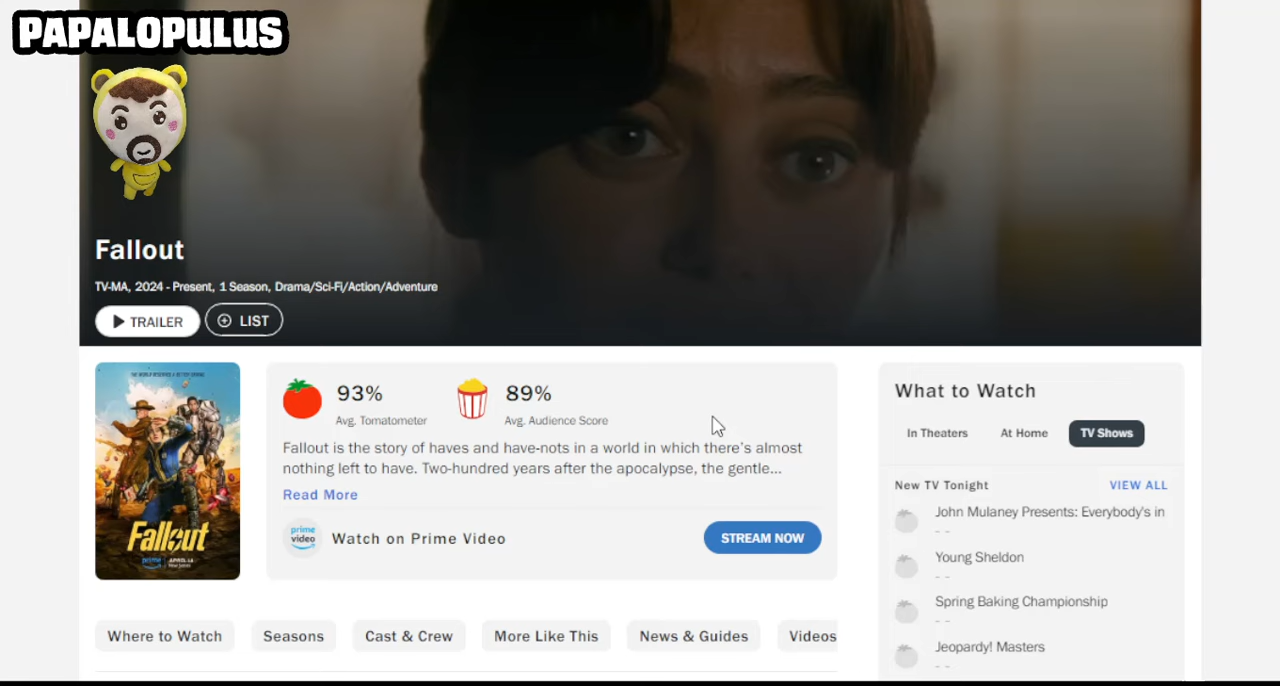 PAPALOPULUS
Fallout
TV-MA, 2024 - Present, 1 Season, Drama/Sci-Fi/Action/Adventure
TRAILER
LIST
93%
Avg. Tomatometer
89%
Avg. Audience Score
Fallout is the story of haves and have-nots in a world in which there's almost
nothing left to have. Two-hundred years after the apocalypse, the gentle...
Read More
prime
video
Watch on Prime Video
STREAM NOW
Fallout
Where to Watch
Seasons
Cast & Crew
More Like This
News & Guides
Videos
What to Watch
In Theaters
At Home
TV Shows
New TV Tonight
VIEW ALL
John Mulaney Presents: Everybody's in
- -
Young Sheldon
- -
Spring Baking Championship
- -
Jeopardy! Masters
- -